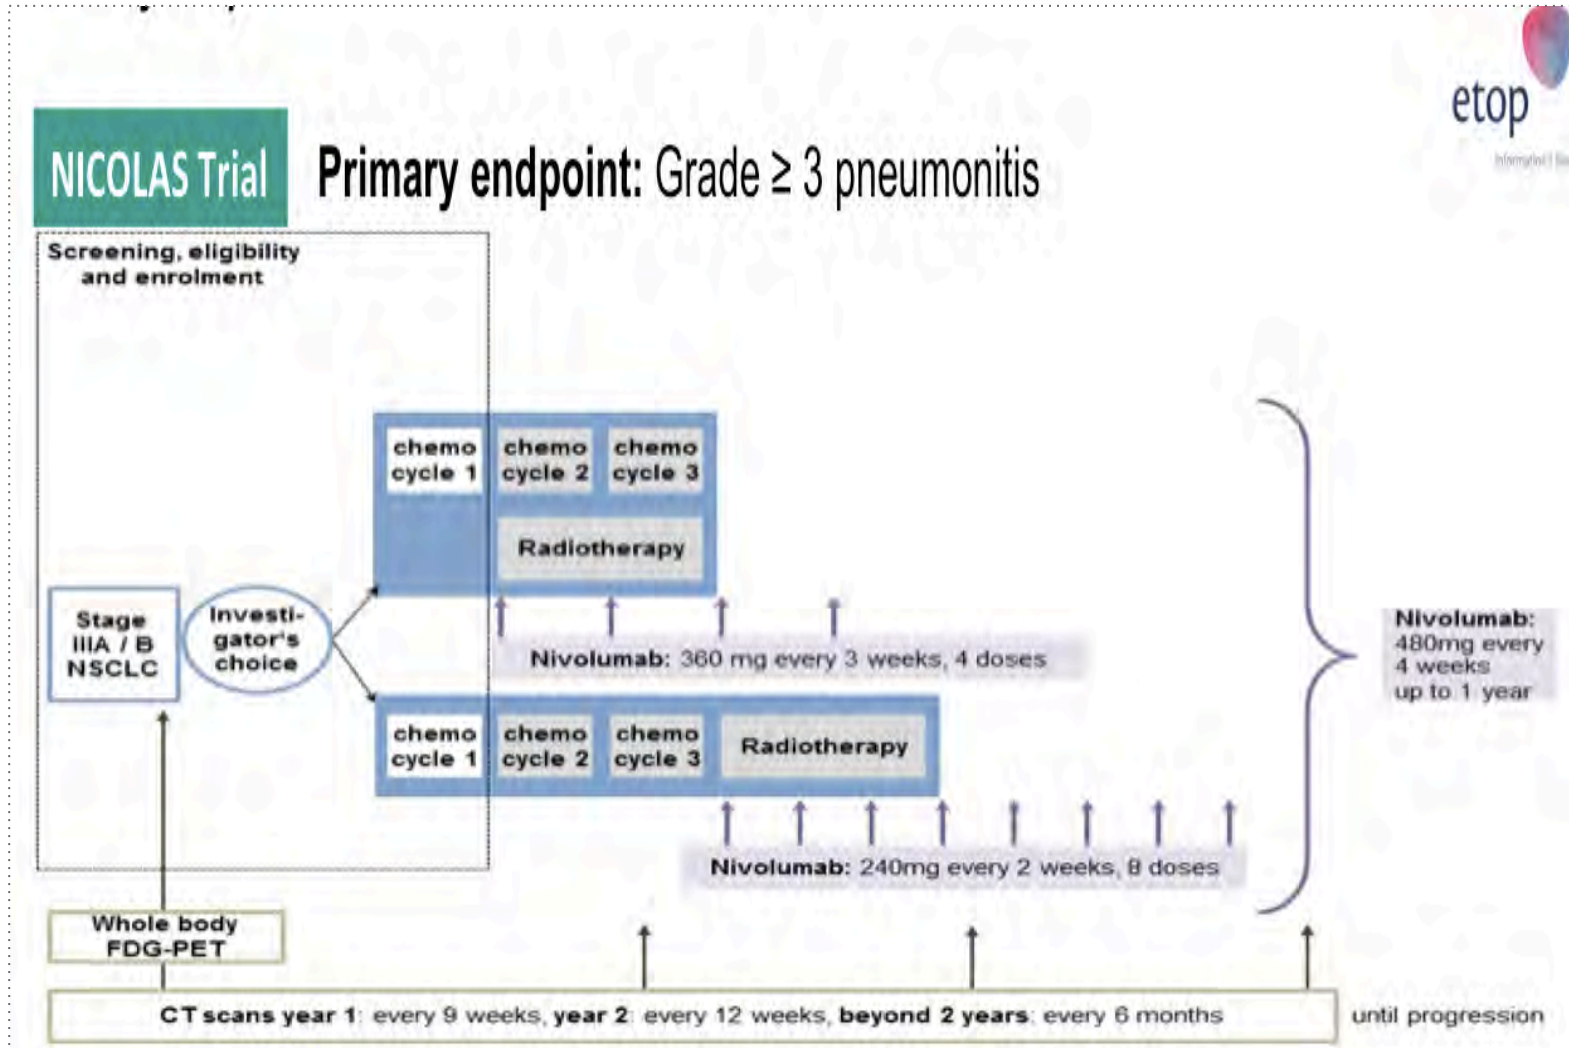 etop
NICOLAS Trial
Primary endpoint: Grade ≥ 3 pneumonitis
Screening, eligibility
and enrolment
chemo
cycle 1
chemo
cycle 2
chemo
cycle 3
Radiotherapy
Stage
IIIA / B
NSCLC
Investi-
gator's
choice
Nivolumab: 360 mg every 3 weeks, 4 doses
Nivolumab:
480mg every
4 weeks
up to 1 year
chemo
cycle 1
chemo
cycle 2
chemo
cycle 3
Radiotherapy
Nivolumab: 240mg every 2 weeks, 8 doses
Whole body
FDG-PET
CT scans year 1: every 9 weeks, year 2: every 12 weeks, beyond 2 years: every 6 months
until progression